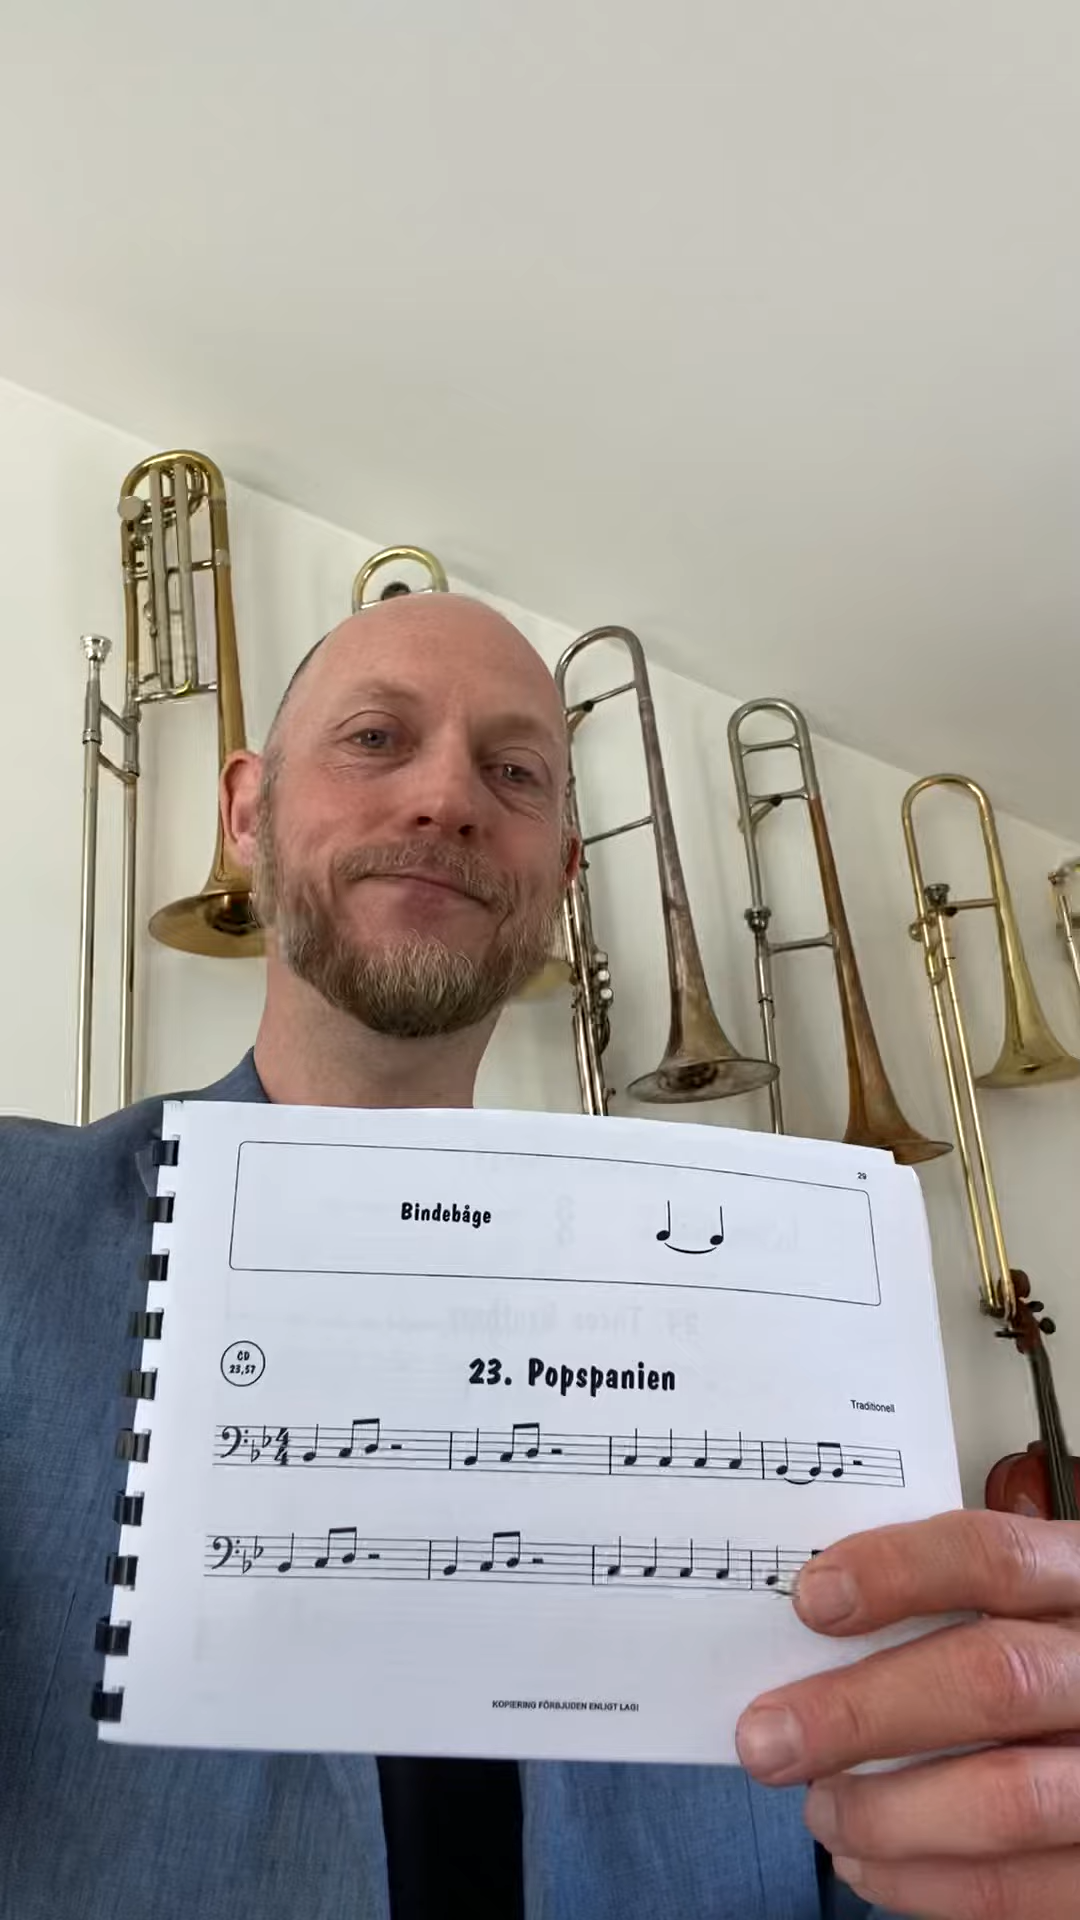 29
Bindebåge
CD
23,57
23. Popspanien
Traditionell
KOPIERING FÖRBJUDEN ENLIGT LAG!